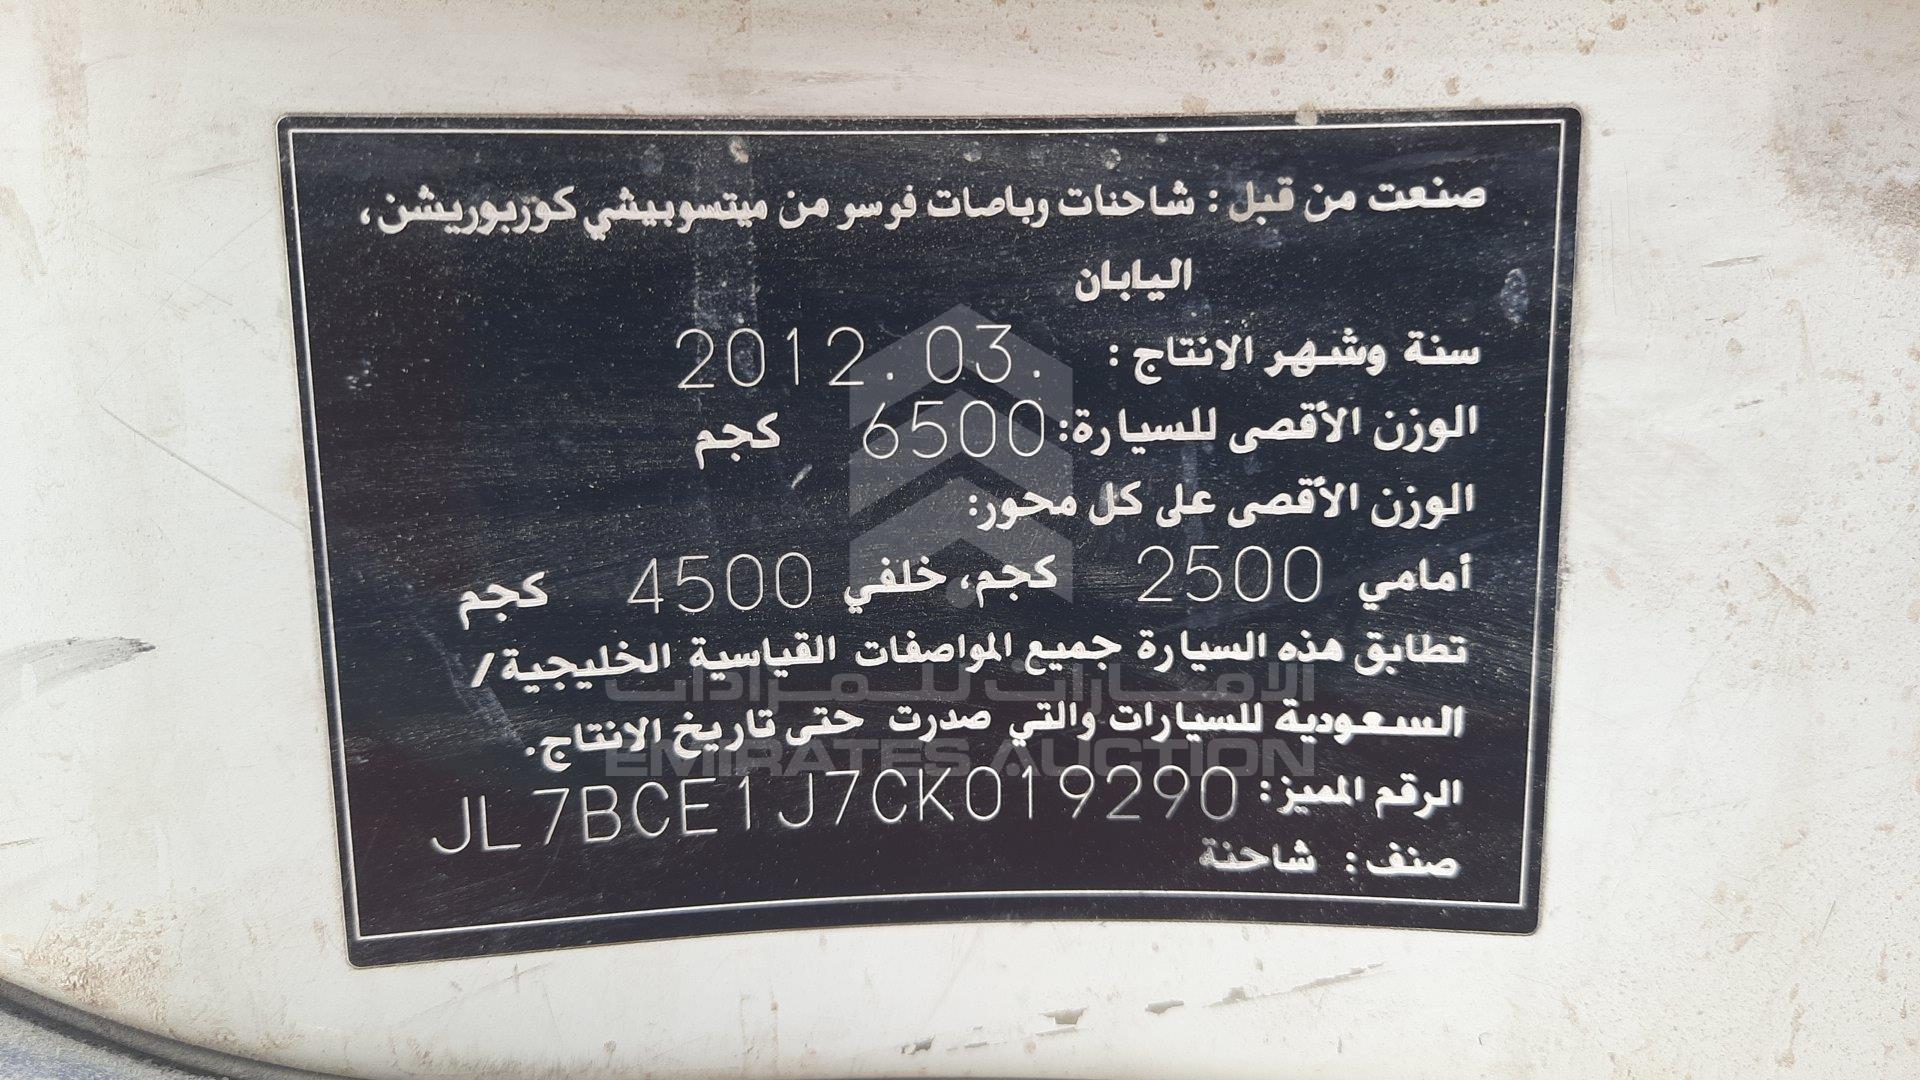 صنعت من قبل : شاحنات وباصات فوسو من ميتسوبيشي كوربوريشن،
اليابان
سنة وشهر الانتاج : 2012.03.
الوزن الأقصى للسيارة: 6500 كجم
الوزن الأقصى على كل محور:
أمامي 2500 كجم، خلفي 4500 كجم
تطابق هذه السيارة جميع المواصفات القياسية الخليجية/
الامارات للمزادات
السعودية للسيارات والتي صدرت حتى تاريخ الانتاج.
EMIRATES AUCTION
الرقم المميز: JL7BCE1J7CK019290
صنف : شاحنة